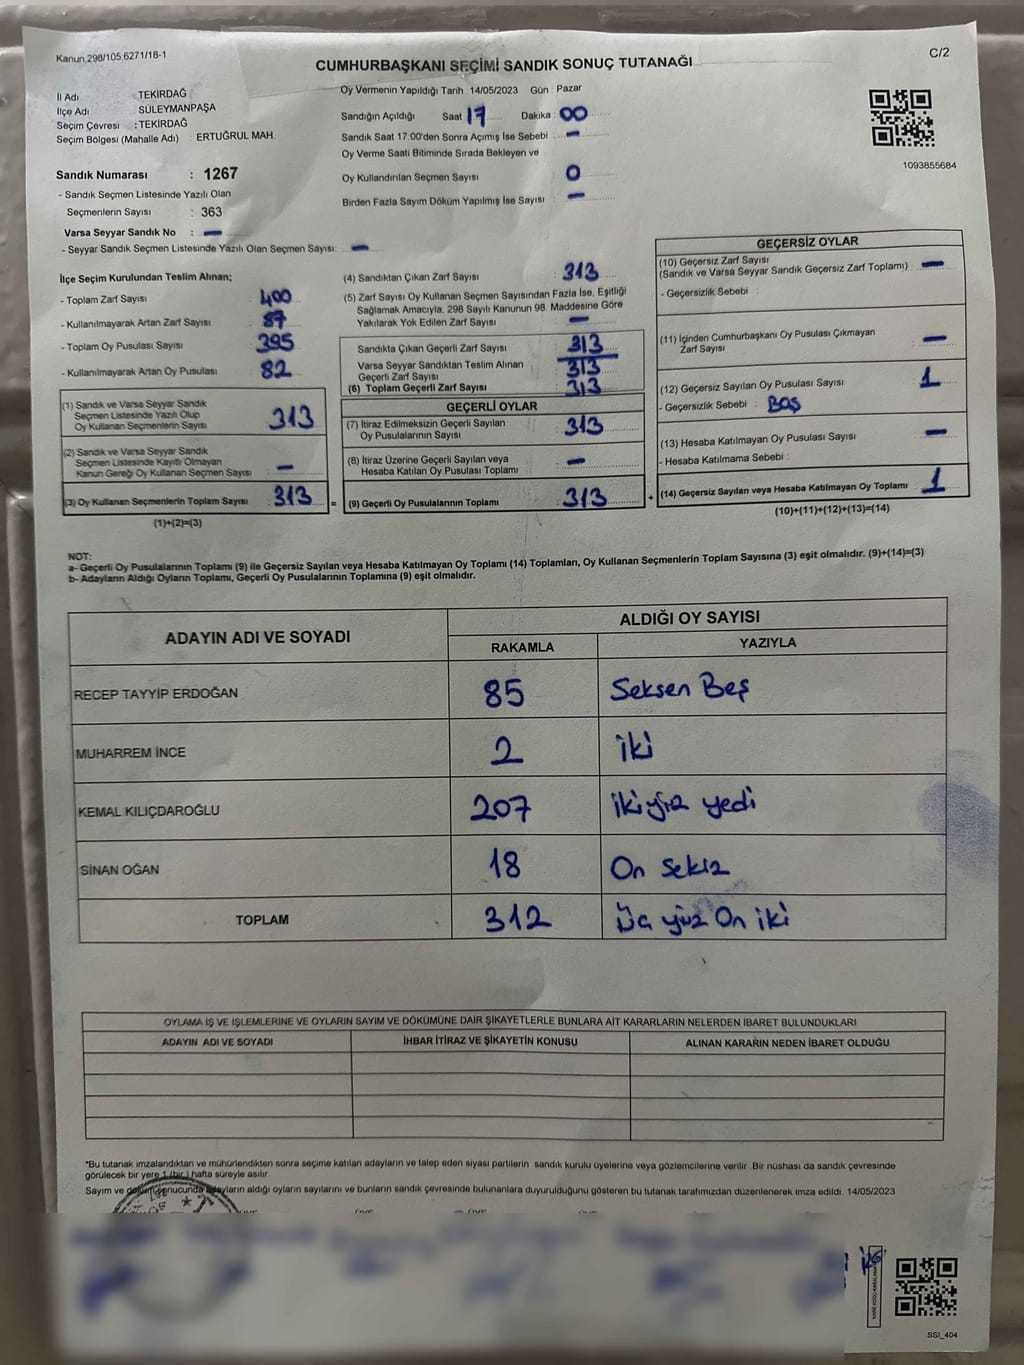 Kanun,298/105.6271/18-1
C/2
CUMHURBAŞKANI SEÇİMİ SANDIK SONUÇ TUTANAĞI
İl Adı TEKİRDAĞ
İlçe Adı SÜLEYMANPAŞA
Seçim Çevresi : TEKİRDAĞ
Seçim Bölgesi (Mahalle Adı) ERTUĞRUL MAH.
Oy Vermenin Yapıldığı Tarih : 14/05/2023 Gün : Pazar
Sandığın Açıldığı Saat 17 Dakika : 00
Sandık Saat 17:00'den Sonra Açımış İse Sebebi : —
Oy Verme Saati Bitiminde Sırada Bekleyen ve
Oy Kullandırılan Seçmen Sayısı 0
Birden Fazla Sayım Döküm Yapılmış İse Sayısı —
1093855684
Sandık Numarası : 1267
- Sandık Seçmen Listesinde Yazılı Olan
Seçmenlerin Sayısı : 363
Varsa Seyyar Sandık No : —
- Seyyar Sandık Seçmen Listesinde Yazılı Olan Seçmen Sayısı: —
İlçe Seçim Kurulundan Teslim Alınan;
- Toplam Zarf Sayısı 400
- Kullanılmayarak Artan Zarf Sayısı 87
- Toplam Oy Pusulası Sayısı 395
- Kullanılmayarak Artan Oy Pusulası 82
(1) Sandık ve Varsa Seyyar Sandık
Seçmen Listesinde Yazılı Olup
Oy Kullanan Seçmenlerin Sayısı 313
(2) Sandık ve Varsa Seyyar Sandık
Seçmen Listesinde Kayıtlı Olmayan
Kanun Gereği Oy Kullanan Seçmen Sayısı —
(3) Oy Kullanan Seçmenlerin Toplam Sayısı 313 =
(1)+(2)=(3)
(4) Sandıktan Çıkan Zarf Sayısı : 313
(5) Zarf Sayısı Oy Kullanan Seçmen Sayısından Fazla İse, Eşitliği
Sağlamak Amacıyla, 298 Sayılı Kanunun 98. Maddesine Göre
Yakılarak Yok Edilen Zarf Sayısı —
Sandıkta Çıkan Geçerli Zarf Sayısı : 313
Varsa Seyyar Sandıktan Teslim Alınan
Geçerli Zarf Sayısı 313
(6) Toplam Geçerli Zarf Sayısı 313
GEÇERLİ OYLAR
(7) İtiraz Edilmeksizin Geçerli Sayılan
Oy Pusulalarının Sayısı 313
(8) İtiraz Üzerine Geçerli Sayılan veya
Hesaba Katılan Oy Pusulası Toplamı —
(9) Geçerli Oy Pusulalarının Toplamı 313 +
GEÇERSİZ OYLAR
(10) Geçersiz Zarf Sayısı
(Sandık ve Varsa Seyyar Sandık Geçersiz Zarf Toplamı) : —
- Geçersizlik Sebebi :
(11) İçinden Cumhurbaşkanı Oy Pusulası Çıkmayan
Zarf Sayısı —
(12) Geçersiz Sayılan Oy Pusulası Sayısı 1
- Geçersizlik Sebebi : BOŞ
(13) Hesaba Katılmayan Oy Pusulası Sayısı —
- Hesaba Katılmama Sebebi :
(14) Geçersiz Sayılan veya Hesaba Katılmayan Oy Toplamı 1
(10)+(11)+(12)+(13)=(14)
NOT:
a- Geçerli Oy Pusulalarının Toplamı (9) ile Geçersiz Sayılan veya Hesaba Katılmayan Oy Toplamı (14) Toplamları, Oy Kullanan Seçmenlerin Toplam Sayısına (3) eşit olmalıdır. (9)+(14)=(3)
b- Adayların Aldığı Oyların Toplamı, Geçerli Oy Pusulalarının Toplamına (9) eşit olmalıdır.
ADAYIN ADI VE SOYADI
ALDIĞI OY SAYISI
RAKAMLA YAZIYLA
RECEP TAYYİP ERDOĞAN 85 Seksen Beş
MUHARREM İNCE 2 iki
KEMAL KILIÇDAROĞLU 207 ikiyüz yedi
SİNAN OĞAN 18 On Sekiz
TOPLAM 312 Üç yüz On iki
OYLAMA İŞ VE İŞLEMLERİNE VE OYLARIN SAYIM VE DÖKÜMÜNE DAİR ŞİKAYETLERLE BUNLARA AİT KARARLARIN NELERDEN İBARET BULUNDUKLARI
ADAYIN ADI VE SOYADI İHBAR İTİRAZ VE ŞİKAYETİN KONUSU ALINAN KARARIN NEDEN İBARET OLDUĞU
*Bu tutanak imzalandıktan ve mühürlendikten sonra seçime katılan adayların ve talep eden siyasi partilerin sandık kurulu üyelerine veya gözlemcilerine verilir. Bir nüshası da sandık çevresinde
görülecek bir yere 1 (bir) hafta süreyle asılır.
Sayım ve sonucunda adayların aldığı oyların sayılarını ve bunların sandık çevresinde bulunanlara duyurulduğunu gösteren bu tutanak tarafımızdan düzenlenerek imza edildi. 14/05/2023
SSI_404